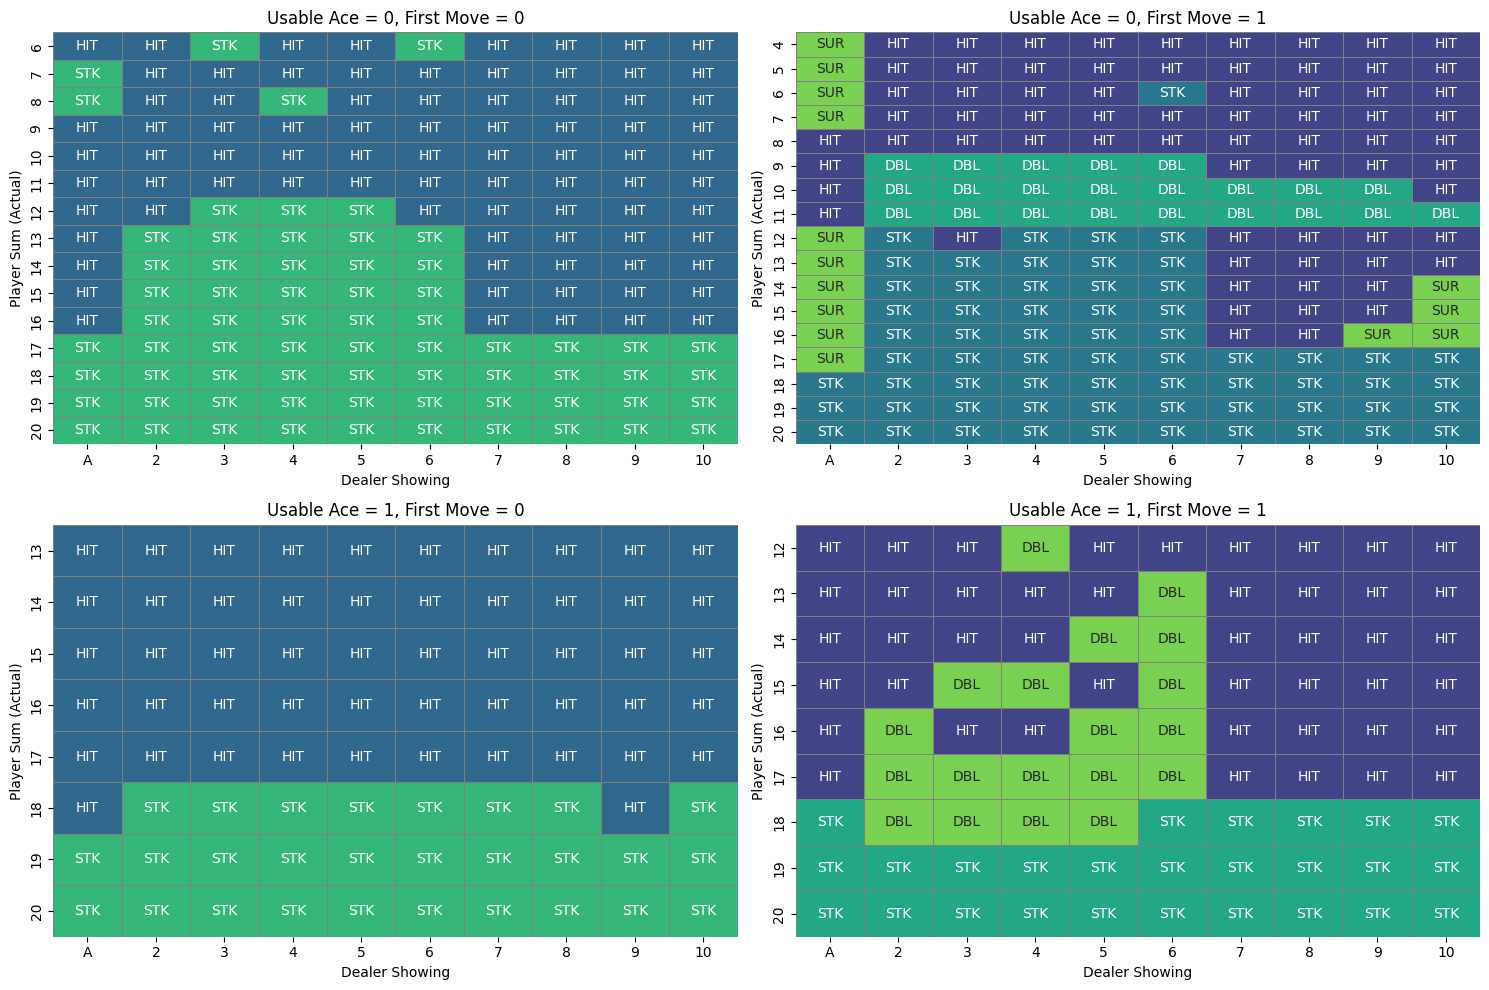 Usable Ace = 0, First Move = 0
Player Sum (Actual)
6 HIT HIT STK HIT HIT STK HIT HIT HIT HIT
7 STK HIT HIT HIT HIT HIT HIT HIT HIT HIT
8 STK HIT HIT STK HIT HIT HIT HIT HIT HIT
9 HIT HIT HIT HIT HIT HIT HIT HIT HIT HIT
10 HIT HIT HIT HIT HIT HIT HIT HIT HIT HIT
11 HIT HIT HIT HIT HIT HIT HIT HIT HIT HIT
12 HIT HIT STK STK STK HIT HIT HIT HIT HIT
13 HIT STK STK STK STK STK HIT HIT HIT HIT
14 HIT STK STK STK STK STK HIT HIT HIT HIT
15 HIT STK STK STK STK STK HIT HIT HIT HIT
16 HIT STK STK STK STK STK HIT HIT HIT HIT
17 STK STK STK STK STK STK STK STK STK STK
18 STK STK STK STK STK STK STK STK STK STK
19 STK STK STK STK STK STK STK STK STK STK
20 STK STK STK STK STK STK STK STK STK STK
A 2 3 4 5 6 7 8 9 10
Dealer Showing
Usable Ace = 0, First Move = 1
Player Sum (Actual)
4 SUR HIT HIT HIT HIT HIT HIT HIT HIT HIT
5 SUR HIT HIT HIT HIT HIT HIT HIT HIT HIT
6 SUR HIT HIT HIT HIT STK HIT HIT HIT HIT
7 SUR HIT HIT HIT HIT HIT HIT HIT HIT HIT
8 HIT HIT HIT HIT HIT HIT HIT HIT HIT HIT
9 HIT DBL DBL DBL DBL DBL HIT HIT HIT HIT
10 HIT DBL DBL DBL DBL DBL DBL DBL DBL HIT
11 HIT DBL DBL DBL DBL DBL DBL DBL DBL DBL
12 SUR STK HIT STK STK STK HIT HIT HIT HIT
13 SUR STK STK STK STK STK HIT HIT HIT HIT
14 SUR STK STK STK STK STK HIT HIT HIT SUR
15 SUR STK STK STK STK STK HIT HIT HIT SUR
16 SUR STK STK STK STK STK HIT HIT SUR SUR
17 SUR STK STK STK STK STK STK STK STK STK
18 STK STK STK STK STK STK STK STK STK STK
19 STK STK STK STK STK STK STK STK STK STK
20 STK STK STK STK STK STK STK STK STK STK
A 2 3 4 5 6 7 8 9 10
Dealer Showing
Usable Ace = 1, First Move = 0
Player Sum (Actual)
13 HIT HIT HIT HIT HIT HIT HIT HIT HIT HIT
14 HIT HIT HIT HIT HIT HIT HIT HIT HIT HIT
15 HIT HIT HIT HIT HIT HIT HIT HIT HIT HIT
16 HIT HIT HIT HIT HIT HIT HIT HIT HIT HIT
17 HIT HIT HIT HIT HIT HIT HIT HIT HIT HIT
18 HIT STK STK STK STK STK STK STK HIT STK
19 STK STK STK STK STK STK STK STK STK STK
20 STK STK STK STK STK STK STK STK STK STK
A 2 3 4 5 6 7 8 9 10
Dealer Showing
Usable Ace = 1, First Move = 1
Player Sum (Actual)
12 HIT HIT HIT DBL HIT HIT HIT HIT HIT HIT
13 HIT HIT HIT HIT HIT DBL HIT HIT HIT HIT
14 HIT HIT HIT HIT DBL DBL HIT HIT HIT HIT
15 HIT HIT DBL DBL HIT DBL HIT HIT HIT HIT
16 HIT DBL HIT HIT DBL DBL HIT HIT HIT HIT
17 HIT DBL DBL DBL DBL DBL HIT HIT HIT HIT
18 STK DBL DBL DBL DBL STK STK STK STK STK
19 STK STK STK STK STK STK STK STK STK STK
20 STK STK STK STK STK STK STK STK STK STK
A 2 3 4 5 6 7 8 9 10
Dealer Showing